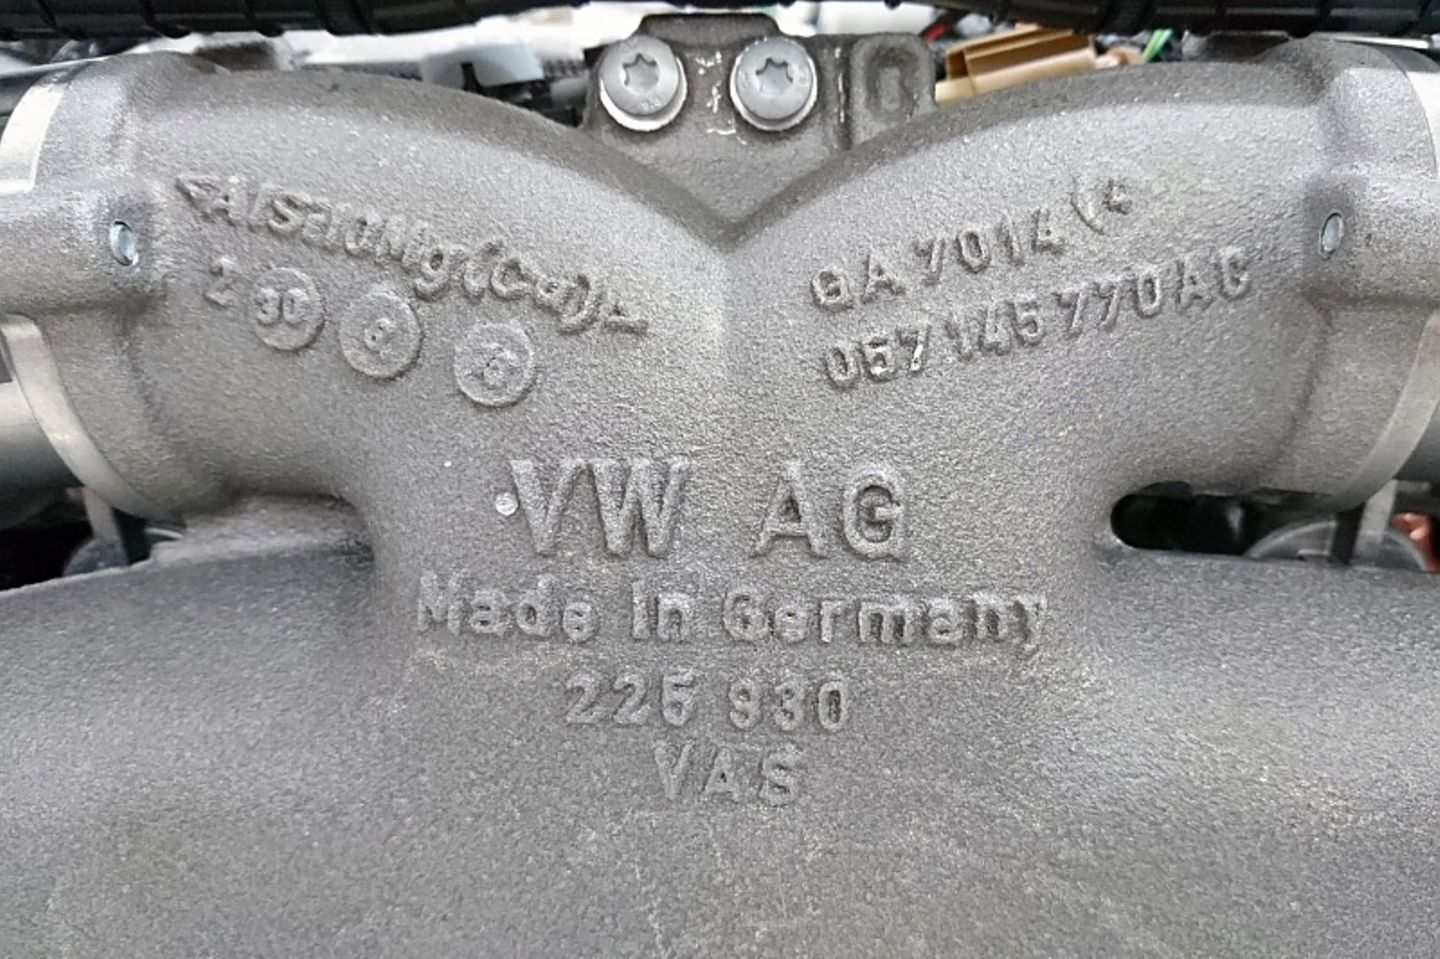 >AlSi10Mg(Cu)<
2 30 8 6
GA 7014 (4
057 145 770 AC
VW AG
Made in Germany
225 930
VAS